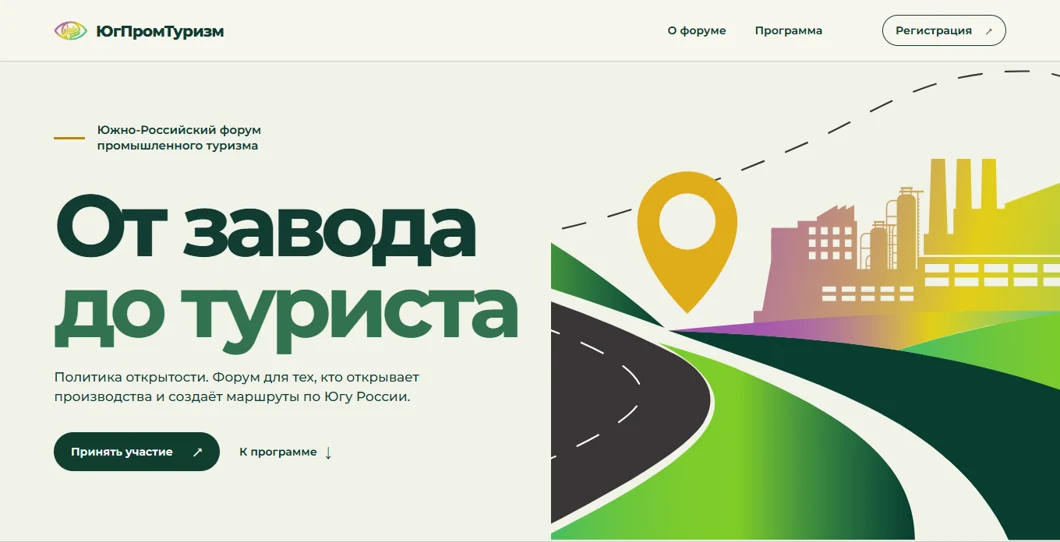 ЮгПромТуризм
О форуме
Программа
Регистрация ↗
Южно-Российский форум
промышленного туризма
От завода
до туриста
Политика открытости. Форум для тех, кто открывает
производства и создаёт маршруты по Югу России.
Принять участие ↗
К программе ↓